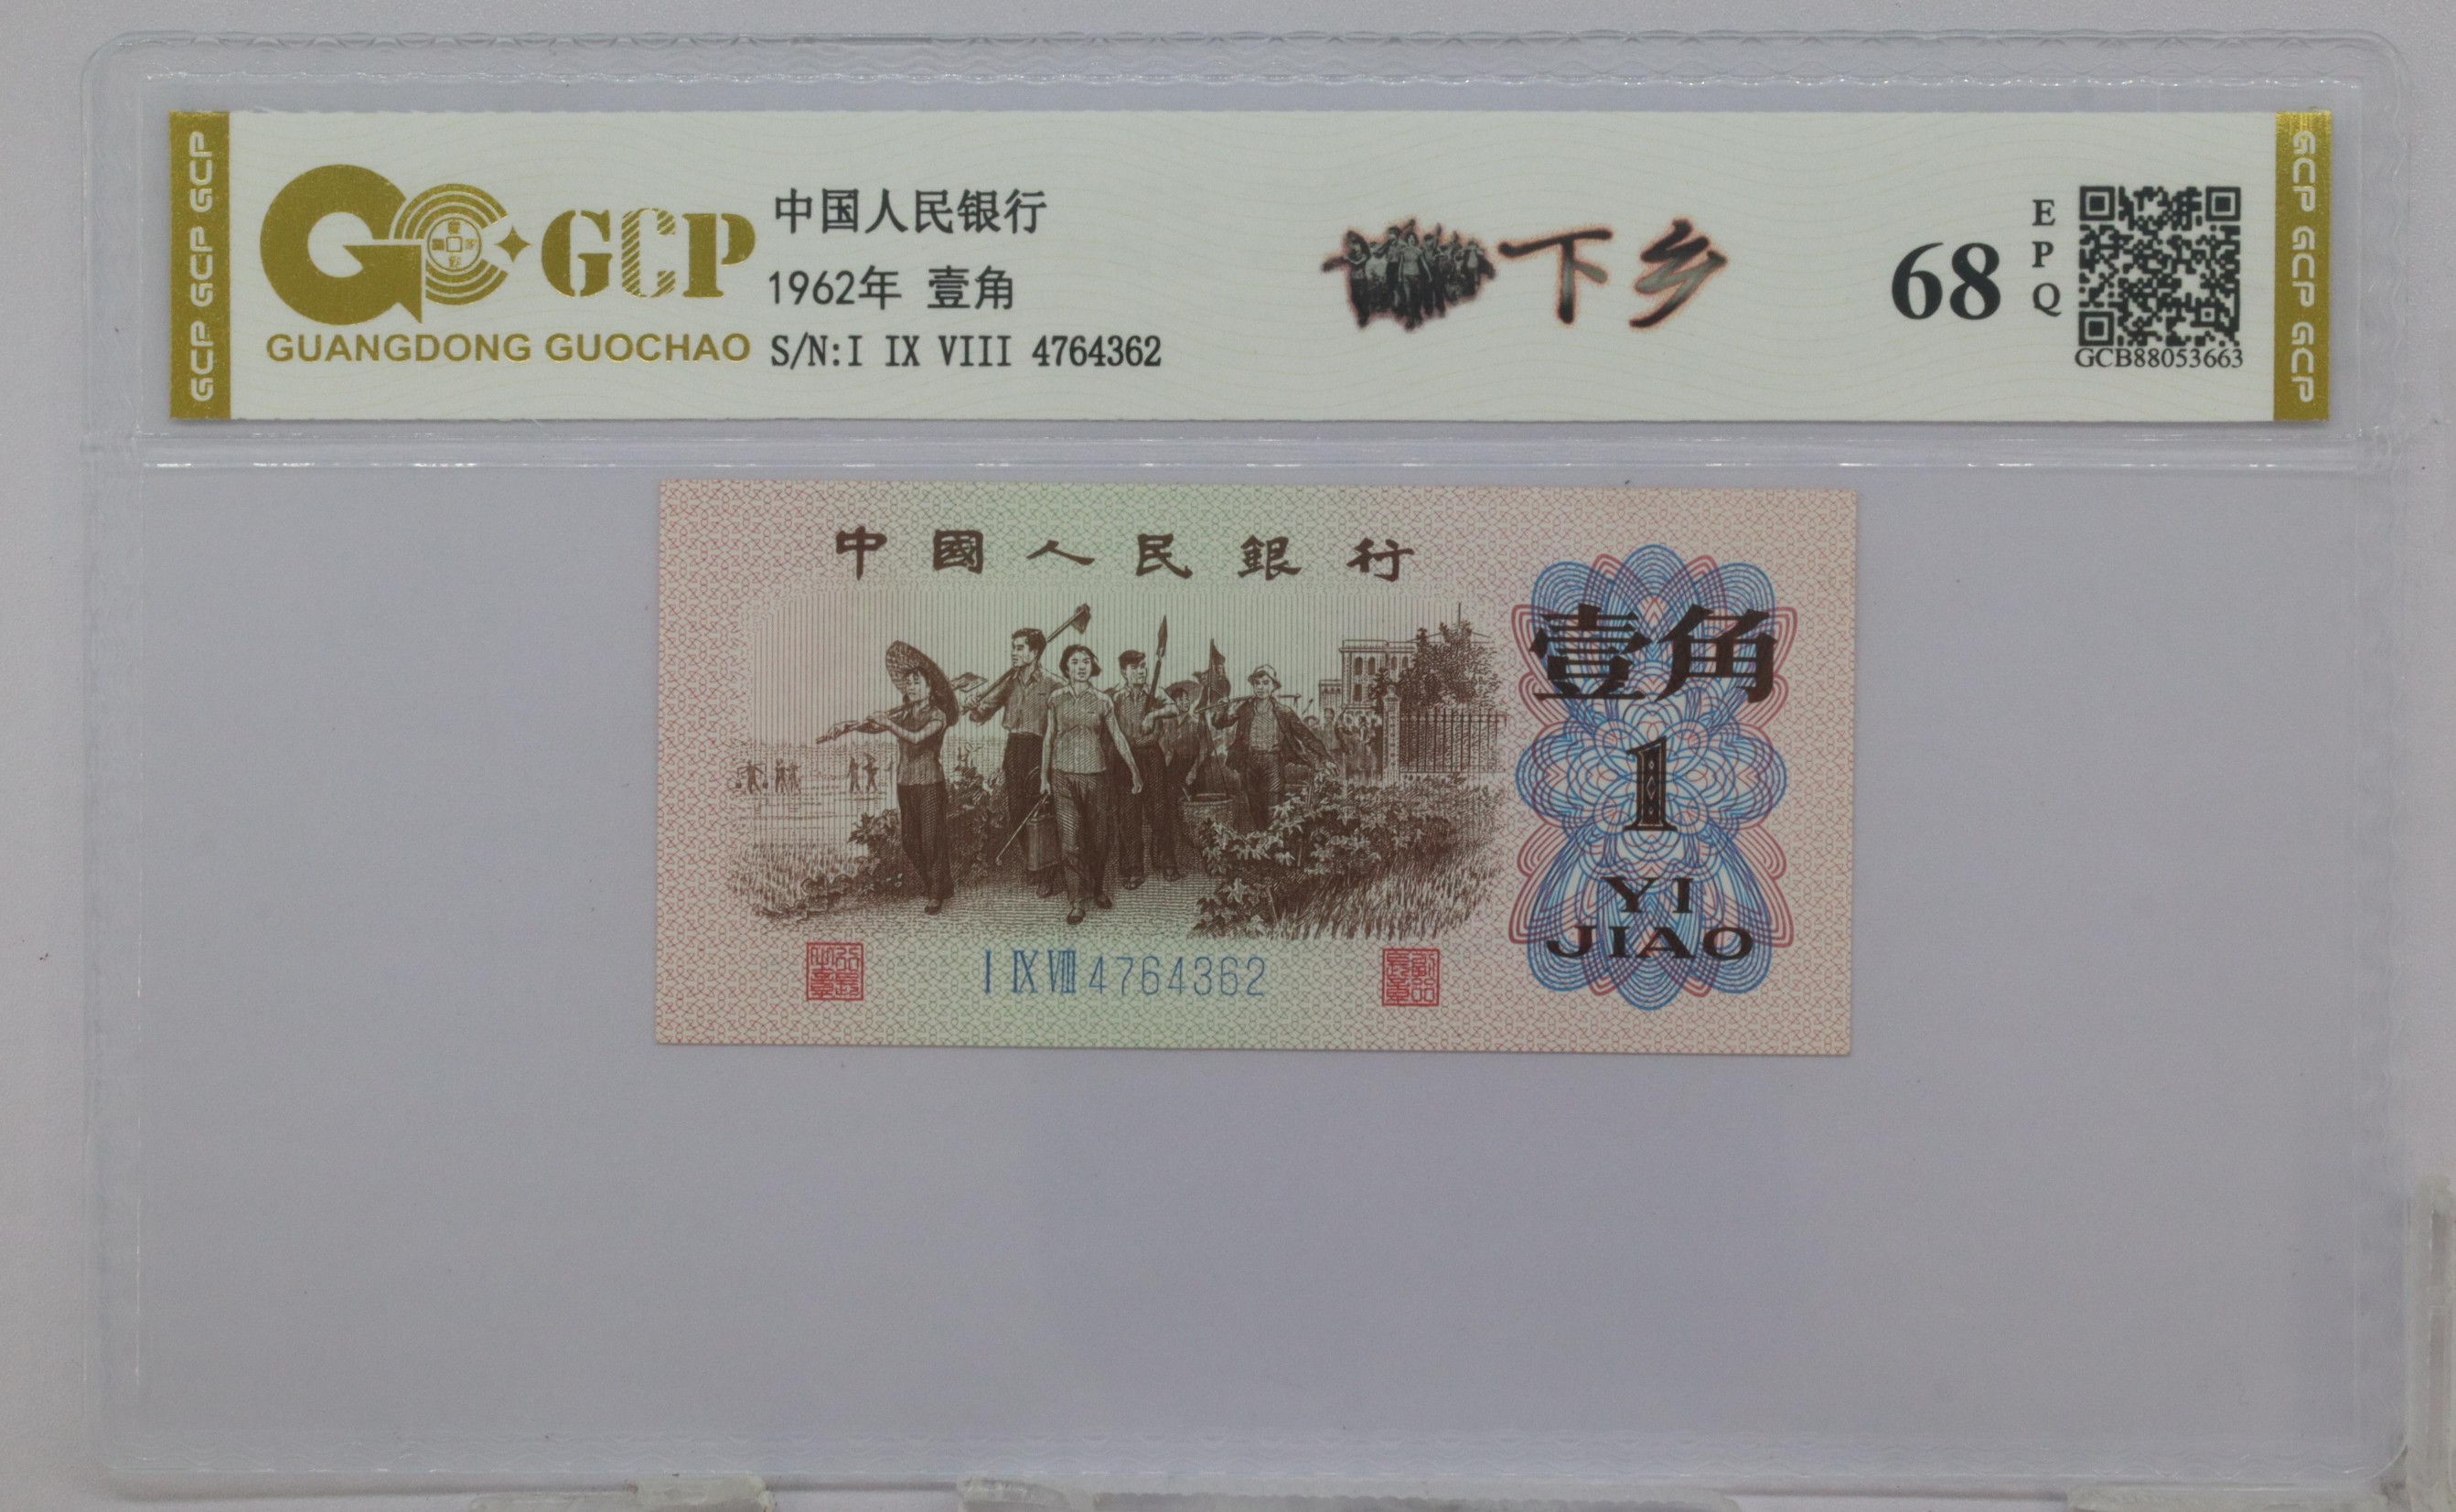 GCP GCP GCP
GCP
GUANGDONG GUOCHAO
中国人民银行
1962年 壹角
S/N:I IX VIII 4764362
下乡
68
EPQ
GCB88053663
GCP GCP GCP
中國人民銀行
壹角
1
YI
JIAO
I IX VIII 4764362